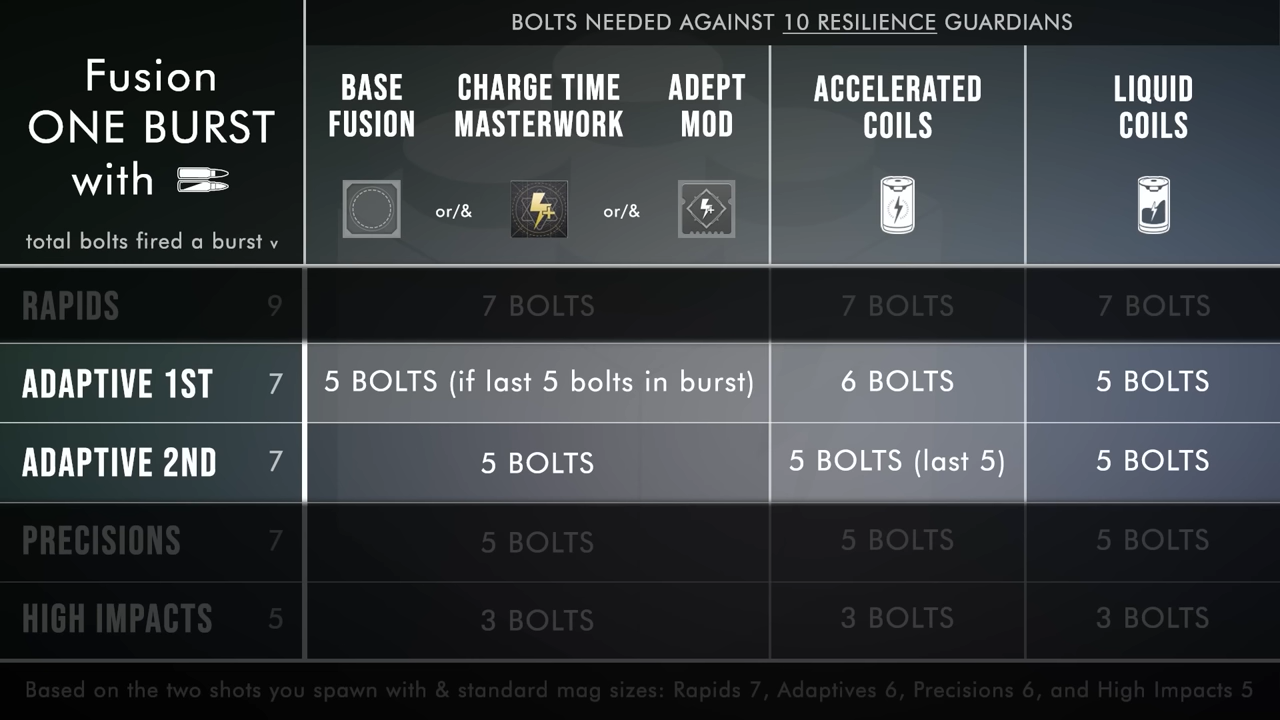 BOLTS NEEDED AGAINST 10 RESILIENCE GUARDIANS
Fusion
ONE BURST
with
total bolts fired a burst v
BASE
FUSION
CHARGE TIME
MASTERWORK
ADEPT
MOD
ACCELERATED
COILS
LIQUID
COILS
or/&
or/&
RAPIDS 9 7 BOLTS 7 BOLTS 7 BOLTS
ADAPTIVE 1ST 7 5 BOLTS (if last 5 bolts in burst) 6 BOLTS 5 BOLTS
ADAPTIVE 2ND 7 5 BOLTS 5 BOLTS (last 5) 5 BOLTS
PRECISIONS 7 5 BOLTS 5 BOLTS 5 BOLTS
HIGH IMPACTS 5 3 BOLTS 3 BOLTS 3 BOLTS
Based on the two shots you spawn with & standard mag sizes: Rapids 7, Adaptives 6, Precisions 6, and High Impacts 5